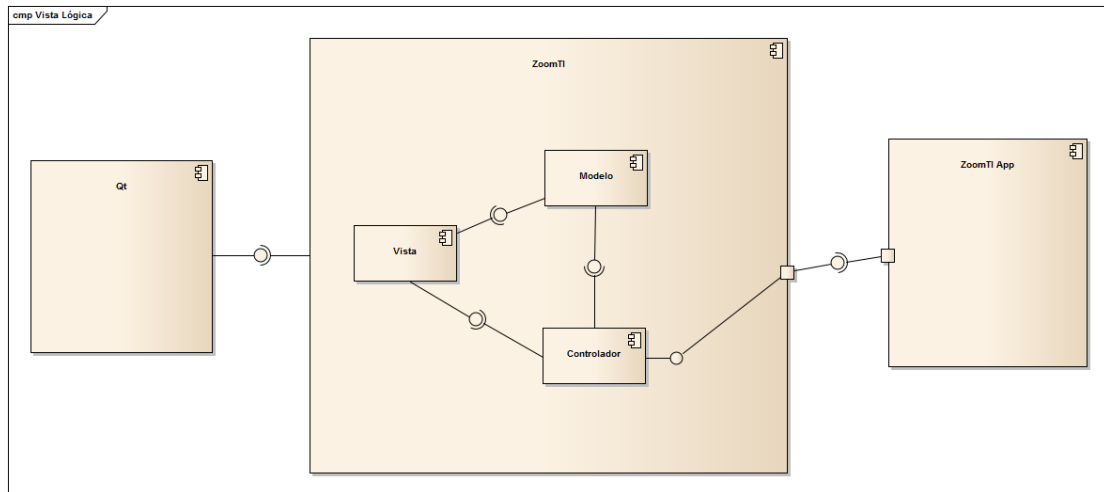 cmp Vista Lógica
ZoomTI
Qt
Modelo
Vista
Controlador
ZoomTI App